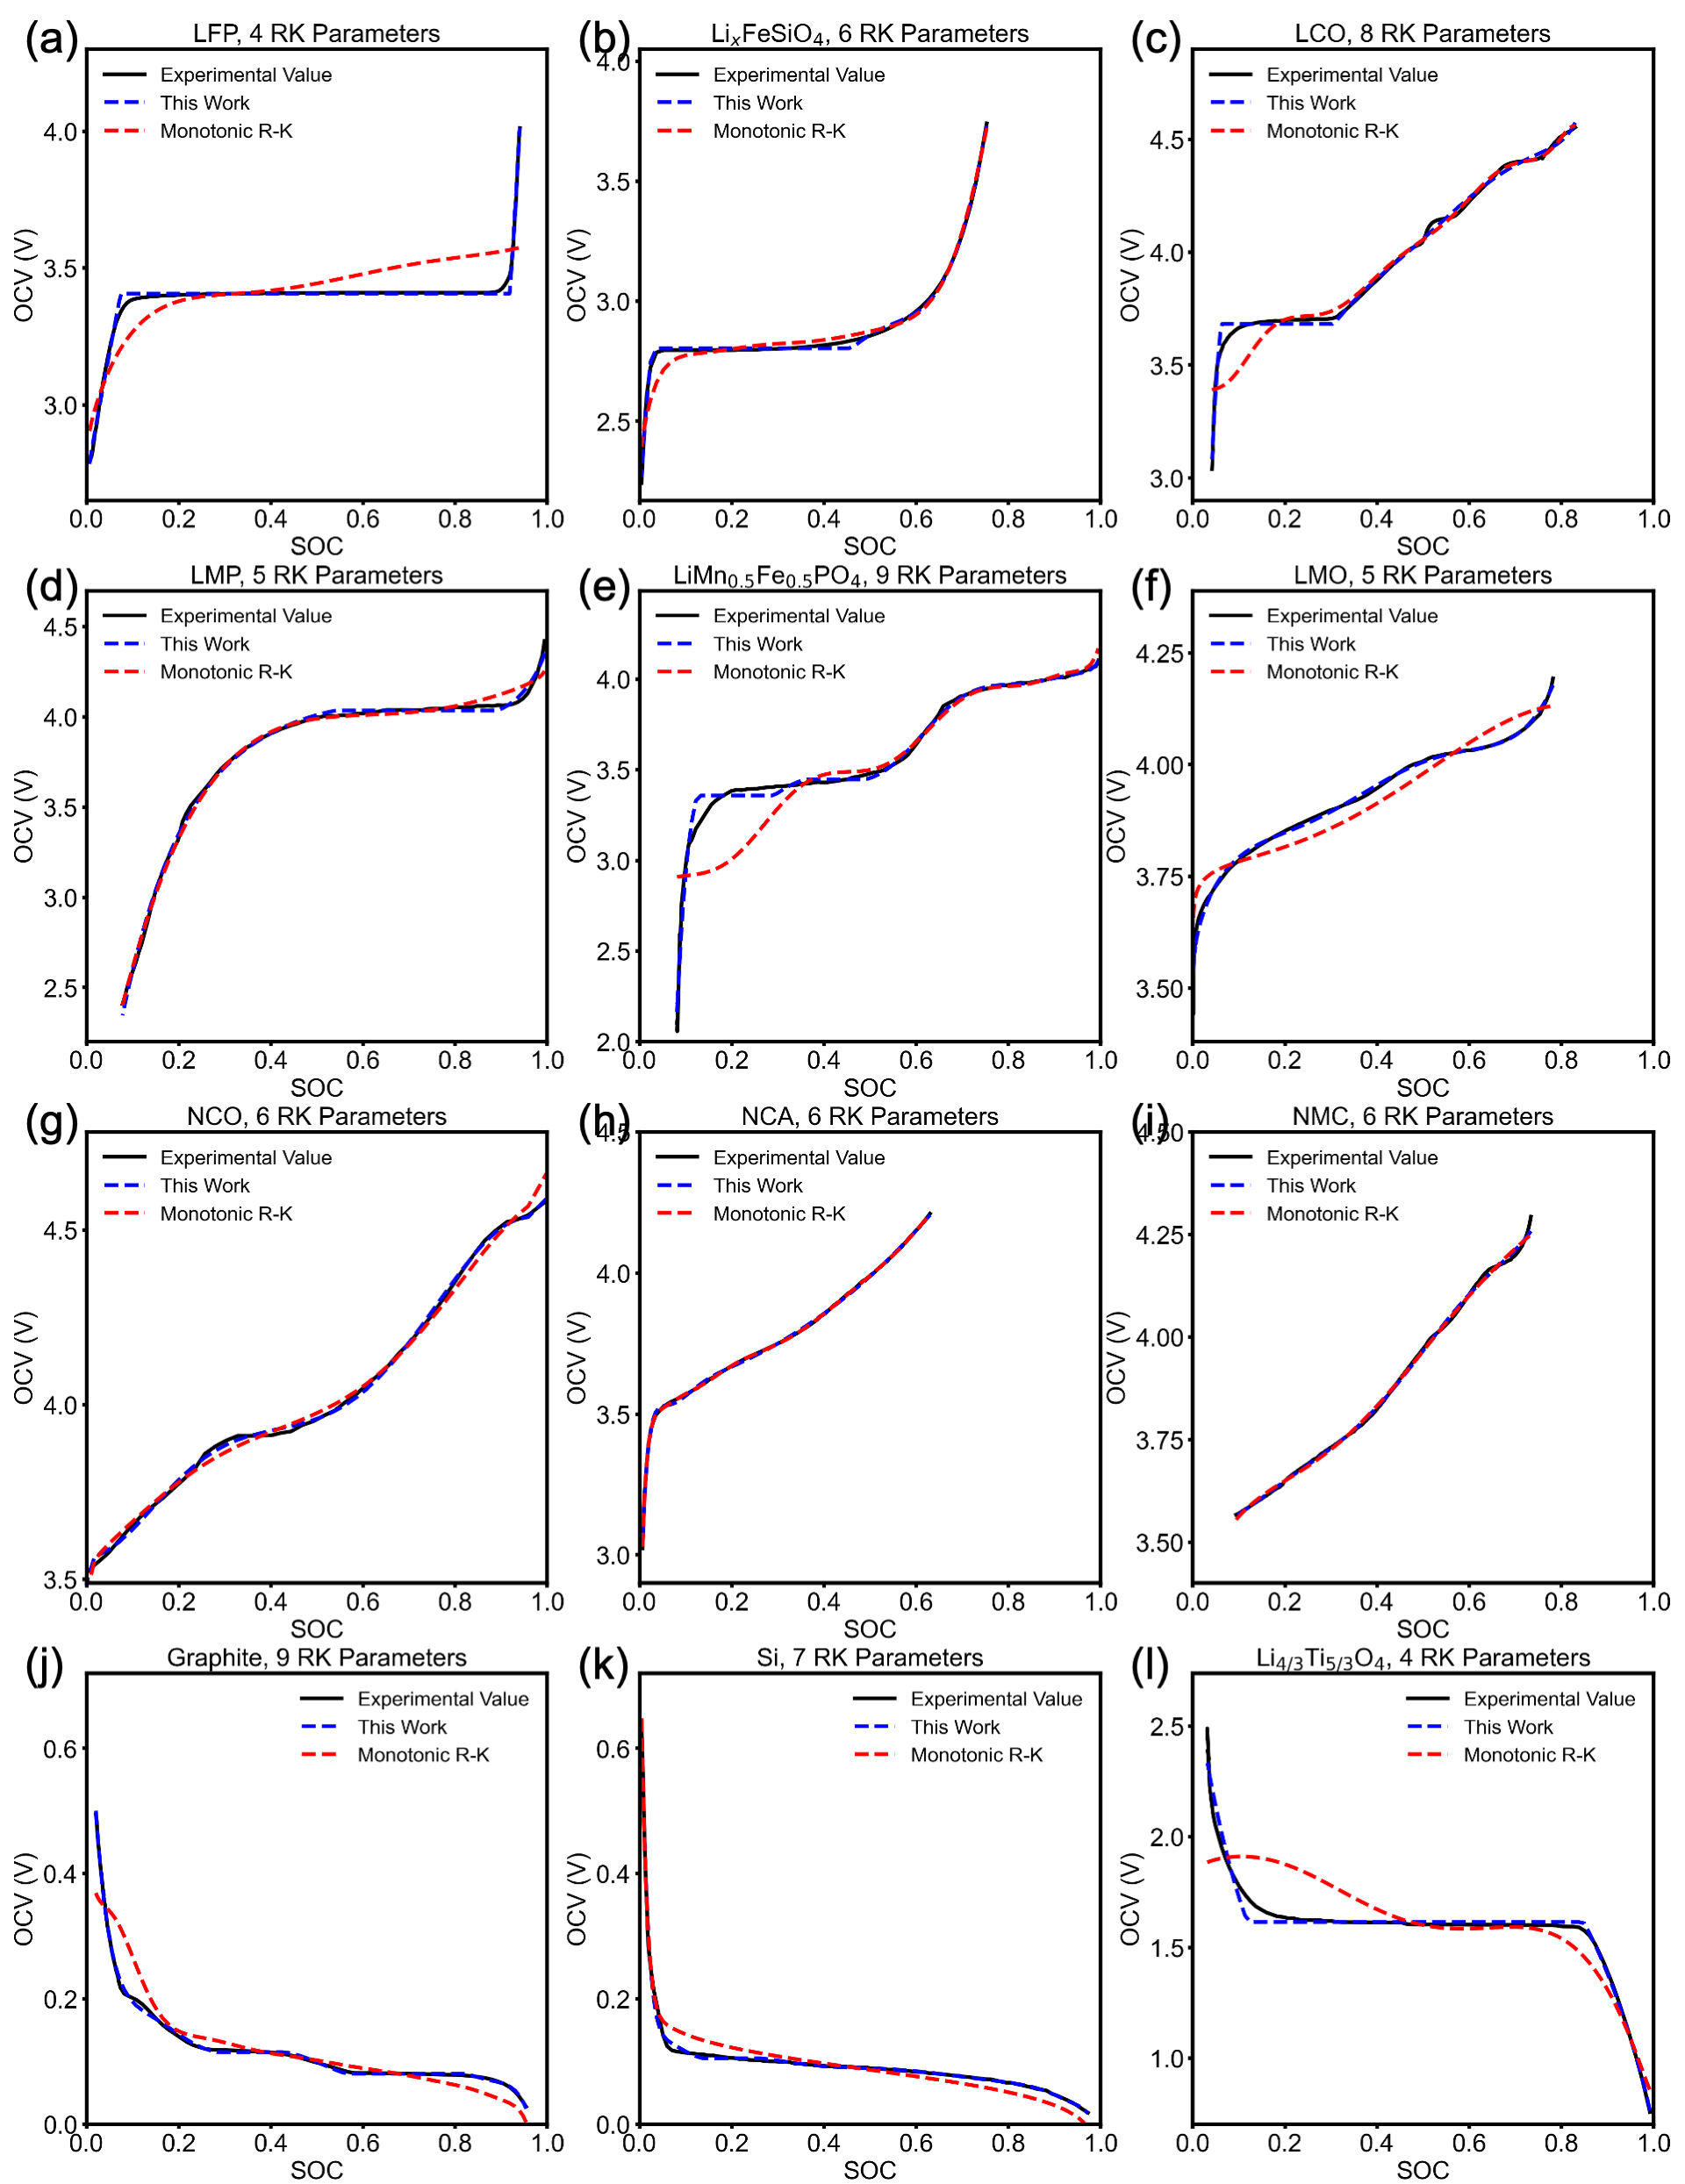 (a) LFP, 4 RK Parameters
Experimental Value
This Work
Monotonic R-K
OCV (V)
4.0
3.5
3.0
0.0 0.2 0.4 0.6 0.8 1.0
SOC
(b) LiₓFeSiO₄, 6 RK Parameters
Experimental Value
This Work
Monotonic R-K
OCV (V)
4.0
3.5
3.0
2.5
0.0 0.2 0.4 0.6 0.8 1.0
SOC
(c) LCO, 8 RK Parameters
Experimental Value
This Work
Monotonic R-K
OCV (V)
4.5
4.0
3.5
3.0
0.0 0.2 0.4 0.6 0.8 1.0
SOC
(d) LMP, 5 RK Parameters
Experimental Value
This Work
Monotonic R-K
OCV (V)
4.5
4.0
3.5
3.0
2.5
0.0 0.2 0.4 0.6 0.8 1.0
SOC
(e) LiMn₀.₅Fe₀.₅PO₄, 9 RK Parameters
Experimental Value
This Work
Monotonic R-K
OCV (V)
4.0
3.5
3.0
2.5
2.0
0.0 0.2 0.4 0.6 0.8 1.0
SOC
(f) LMO, 5 RK Parameters
Experimental Value
This Work
Monotonic R-K
OCV (V)
4.25
4.00
3.75
3.50
0.0 0.2 0.4 0.6 0.8 1.0
SOC
(g) NCO, 6 RK Parameters
Experimental Value
This Work
Monotonic R-K
OCV (V)
4.5
4.0
3.5
0.0 0.2 0.4 0.6 0.8 1.0
SOC
(h) NCA, 6 RK Parameters
Experimental Value
This Work
Monotonic R-K
OCV (V)
4.5
4.0
3.5
3.0
0.0 0.2 0.4 0.6 0.8 1.0
SOC
(i) NMC, 6 RK Parameters
Experimental Value
This Work
Monotonic R-K
OCV (V)
4.50
4.25
4.00
3.75
3.50
0.0 0.2 0.4 0.6 0.8 1.0
SOC
(j) Graphite, 9 RK Parameters
Experimental Value
This Work
Monotonic R-K
OCV (V)
0.6
0.4
0.2
0.0
0.0 0.2 0.4 0.6 0.8 1.0
SOC
(k) Si, 7 RK Parameters
Experimental Value
This Work
Monotonic R-K
OCV (V)
0.6
0.4
0.2
0.0
0.0 0.2 0.4 0.6 0.8 1.0
SOC
(l) Li₄/₃Ti₅/₃O₄, 4 RK Parameters
Experimental Value
This Work
Monotonic R-K
OCV (V)
2.5
2.0
1.5
1.0
0.0 0.2 0.4 0.6 0.8 1.0
SOC